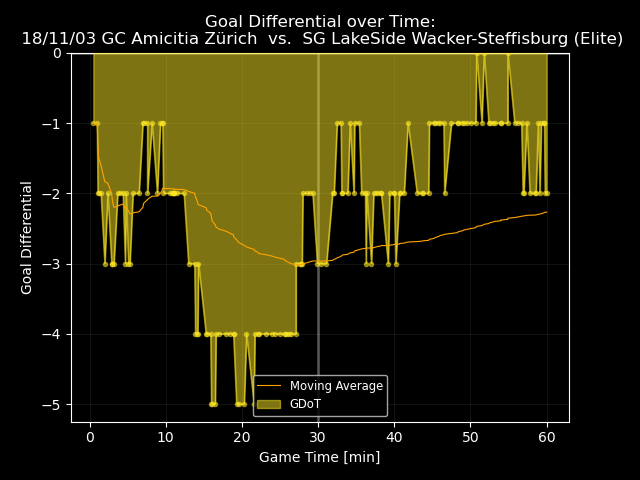 Goal Differential over Time:
18/11/03 GC Amicitia Zürich  vs.  SG LakeSide Wacker-Steffisburg (Elite)
Goal Differential
0
−1
−2
−3
−4
−5
Moving Average
GDoT
0 10 20 30 40 50 60
Game Time [min]